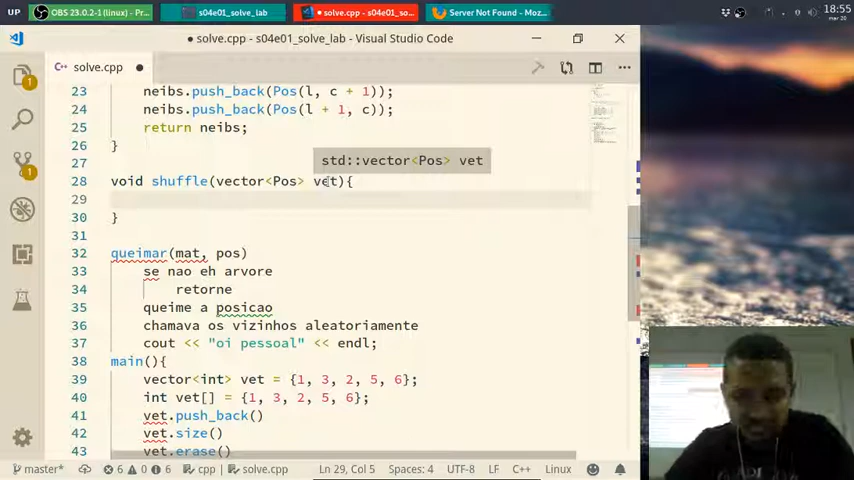 UP
OBS 23.0.2-1 (linux) - Pr...
s04e01_solve_lab
● solve.cpp - s04e01_so...
Server Not Found - Moz...
18:55
mar 20
● solve.cpp - s04e01_solve_lab - Visual Studio Code
solve.cpp ●
23 neibs.push_back(Pos(l, c + 1));
24 neibs.push_back(Pos(l + 1, c));
25 return neibs;
26 }
27
std::vector<Pos> vet
28 void shuffle(vector<Pos> vet){
29
30 }
31
32 queimar(mat, pos)
33 se nao eh arvore
34 retorne
35 queime a posicao
36 chamava os vizinhos aleatoriamente
37 cout << "oi pessoal" << endl;
38 main(){
39 vector<int> vet = {1, 3, 2, 5, 6};
40 int vet[] = {1, 3, 2, 5, 6};
41 vet.push_back()
42 vet.size()
43 vet.erase()
master* 6 0 6 cpp solve.cpp Ln 29, Col 5 Spaces: 4 UTF-8 LF C++ Linux